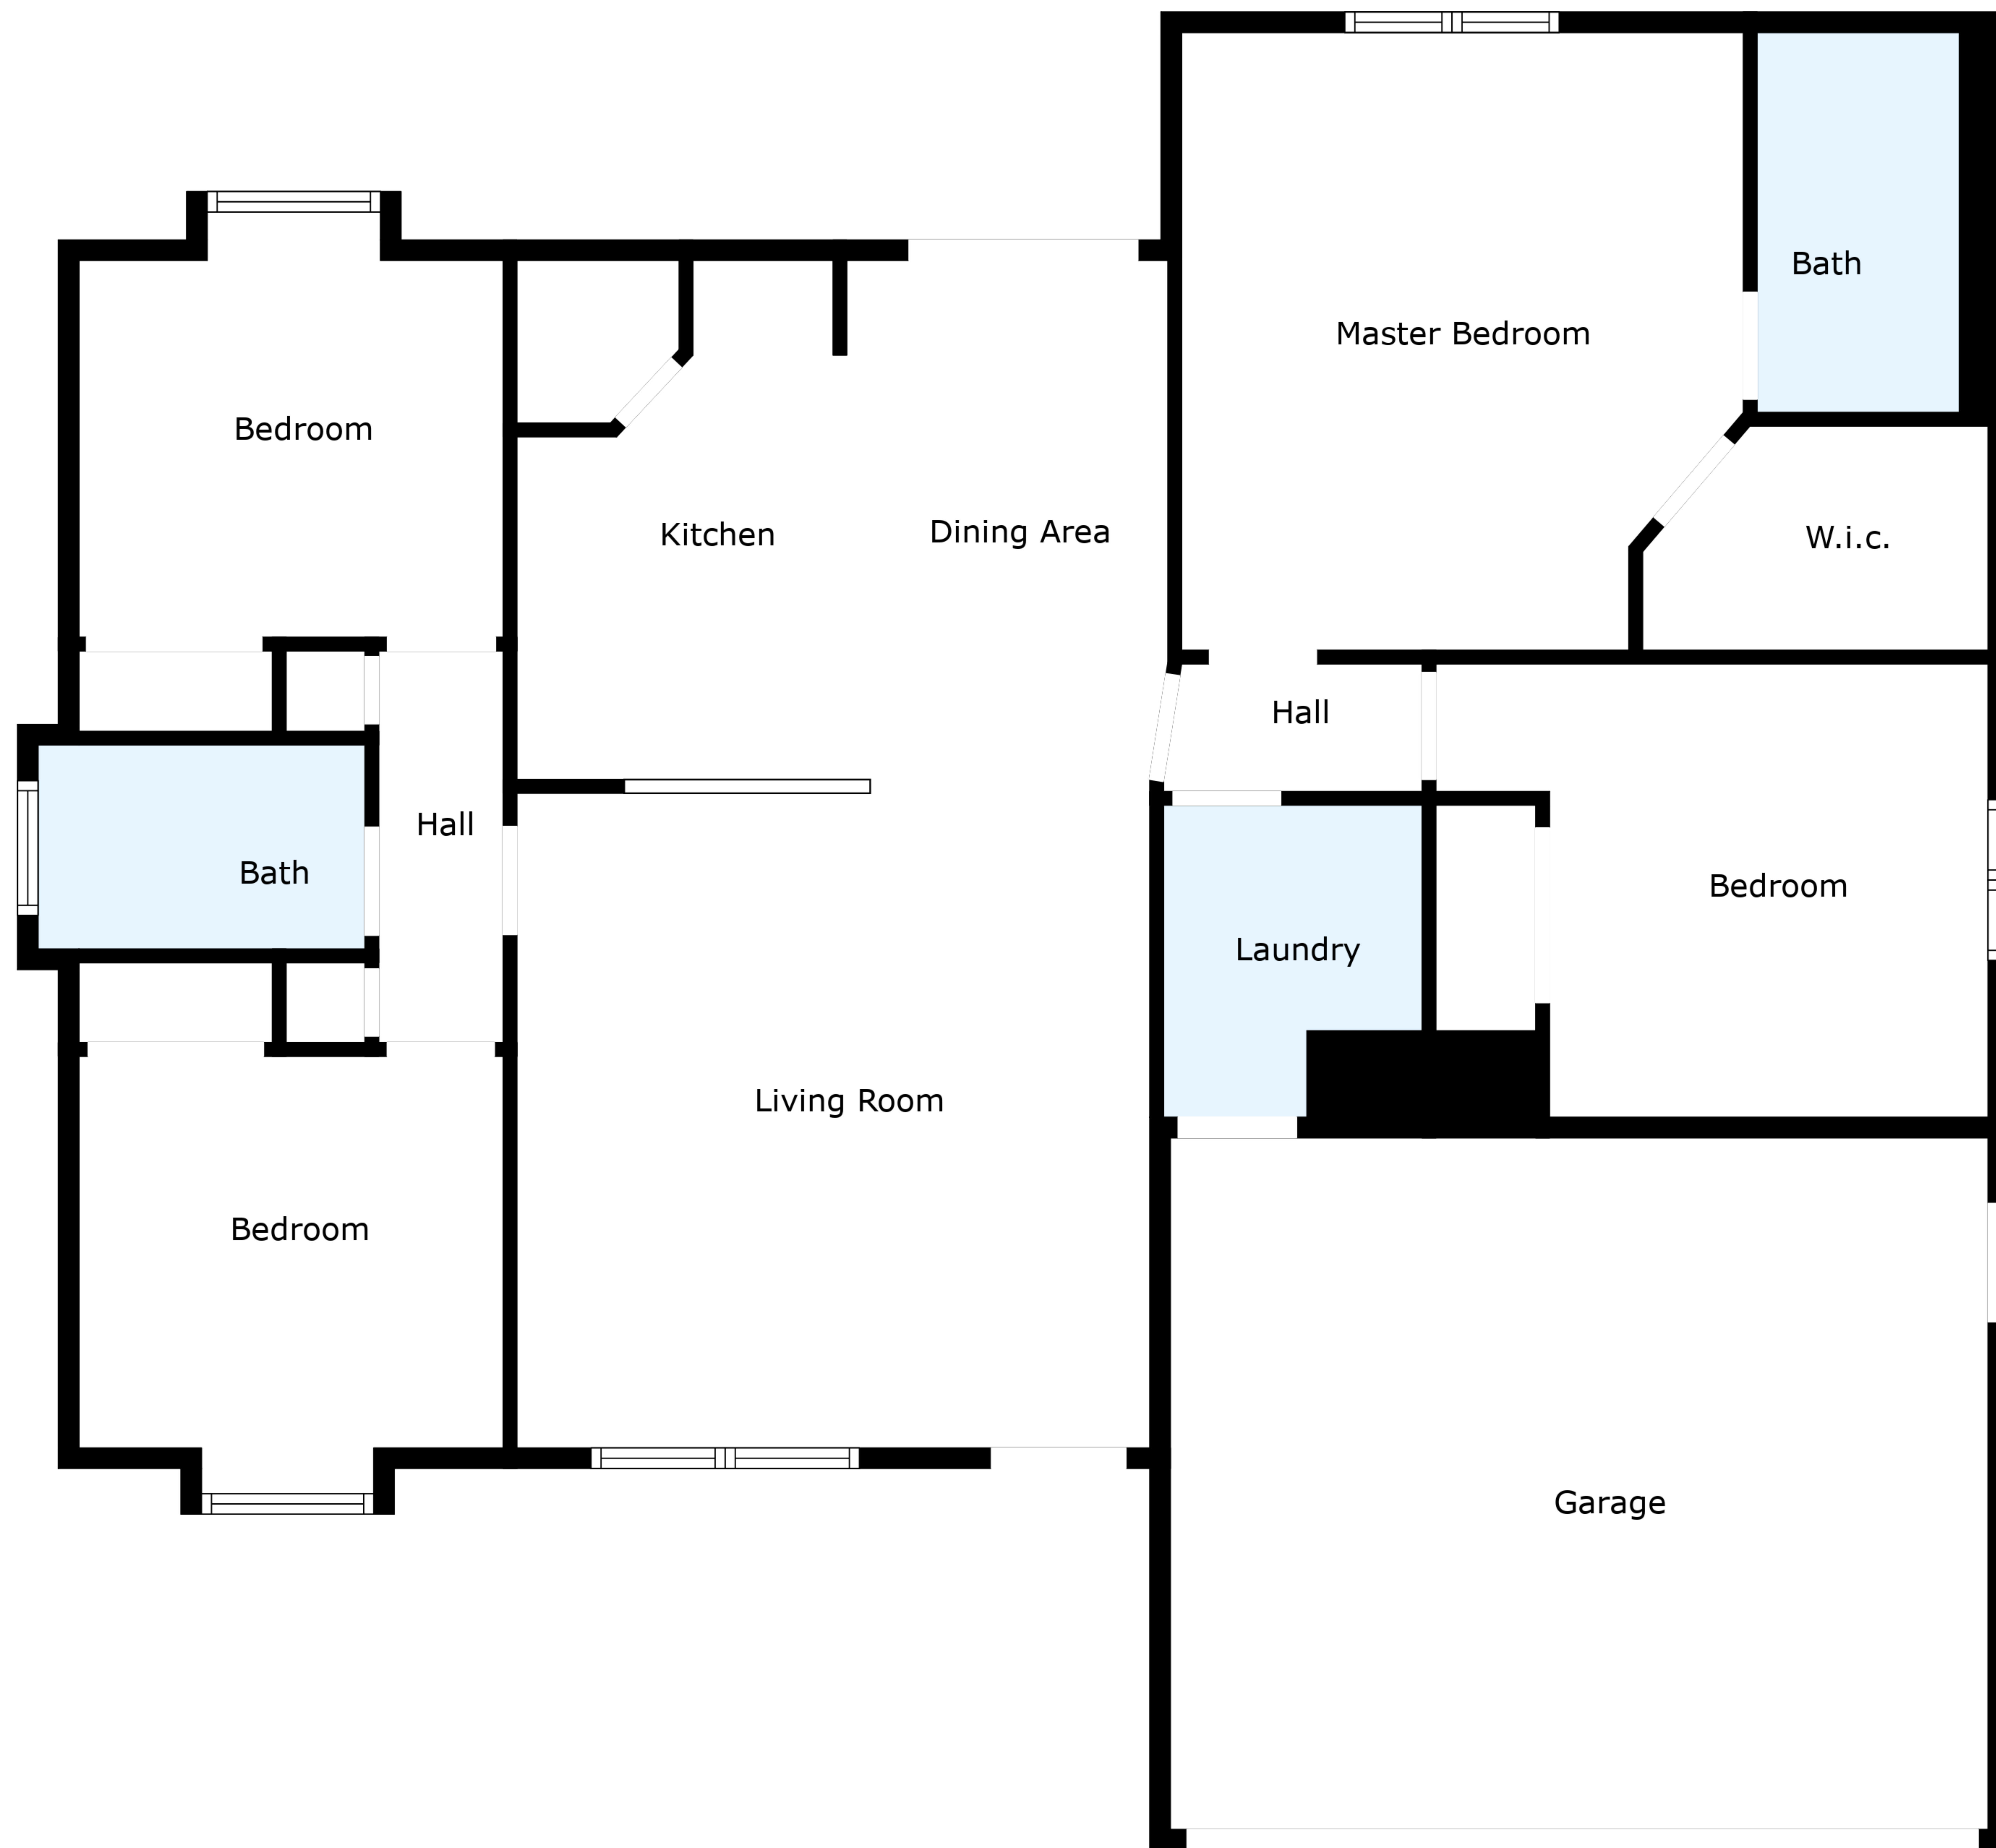 Bath
Master Bedroom
Bedroom
Kitchen
Dining Area
W.i.c.
Hall
Hall
Bath
Bedroom
Laundry
Living Room
Bedroom
Garage